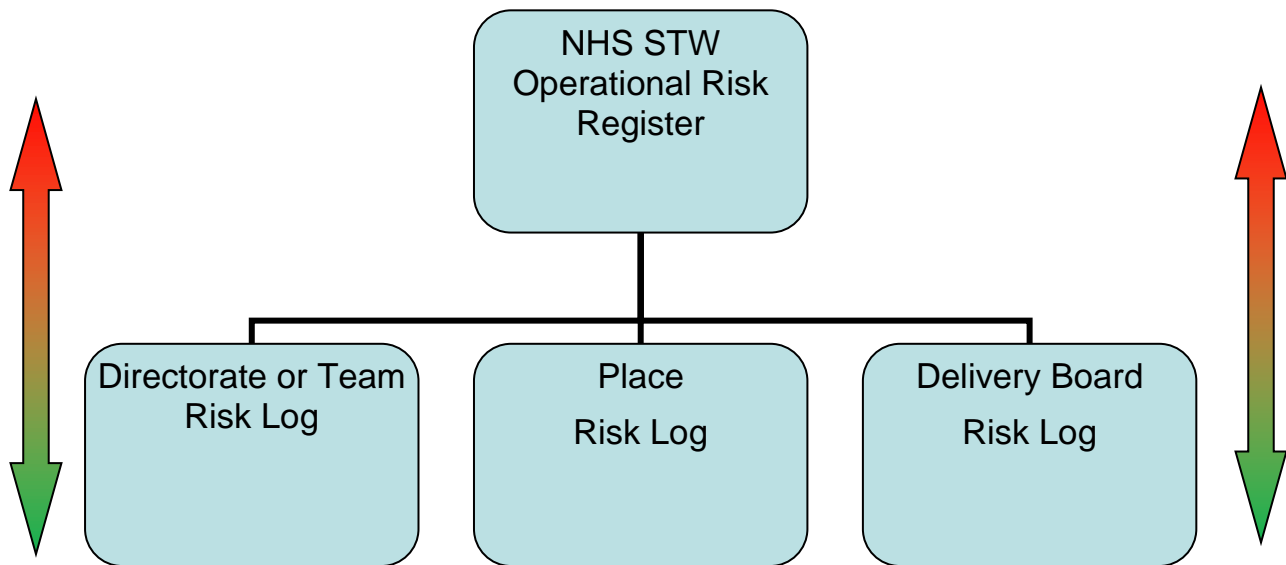 NHS STW
Operational Risk
Register
Directorate or Team
Risk Log
Place
Risk Log
Delivery Board
Risk Log